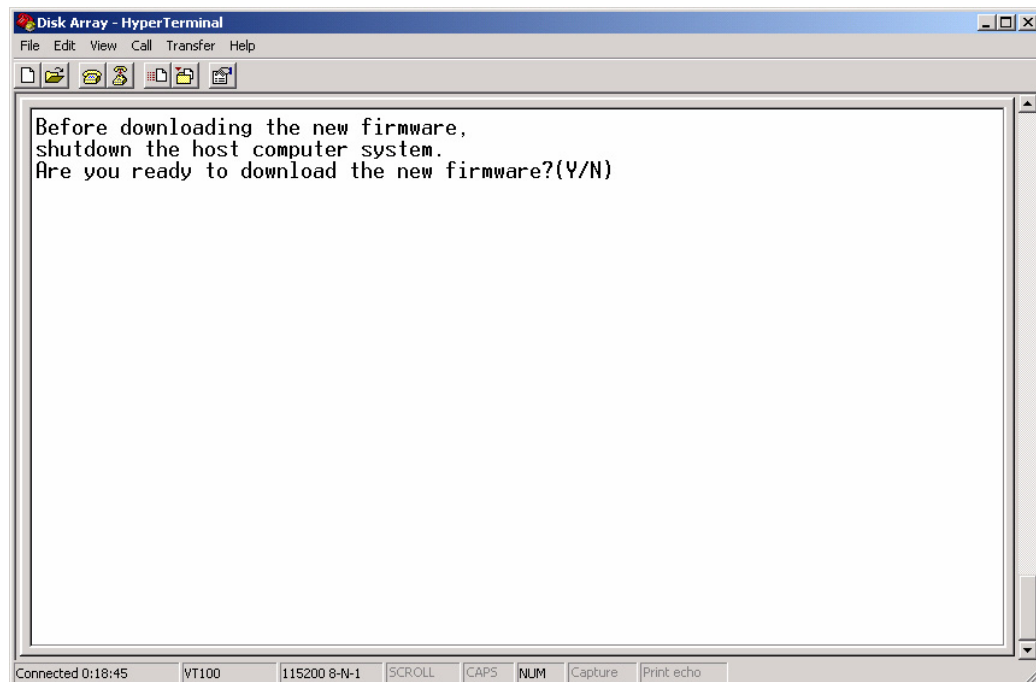 Disk Array - HyperTerminal
File Edit View Call Transfer Help
Before downloading the new firmware,
shutdown the host computer system.
Are you ready to download the new firmware?(Y/N)
Connected 0:18:45 VT100 115200 8-N-1 SCROLL CAPS NUM Capture Print echo